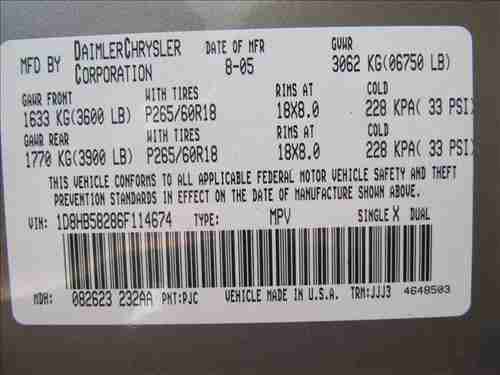 MFD BY DAIMLERCHRYSLER CORPORATION DATE OF MFR 8-05 GVWR 3062 KG(06750 LB)
GAWR FRONT WITH TIRES RIMS AT COLD
1633 KG(3600 LB) P265/60R18 18X8.0 228 KPA( 33 PSI)
GAWR REAR WITH TIRES RIMS AT COLD
1770 KG(3900 LB) P265/60R18 18X8.0 228 KPA( 33 PSI)
THIS VEHICLE CONFORMS TO ALL APPLICABLE FEDERAL MOTOR VEHICLE SAFETY AND THEFT
PREVENTION STANDARDS IN EFFECT ON THE DATE OF MANUFACTURE SHOWN ABOVE.
VIN: 1D8HB58286F114674 TYPE: MPV SINGLE X DUAL
MDH: 082623 232AA PNT:PJC VEHICLE MADE IN U.S.A. TRM:JJJ3 4648503